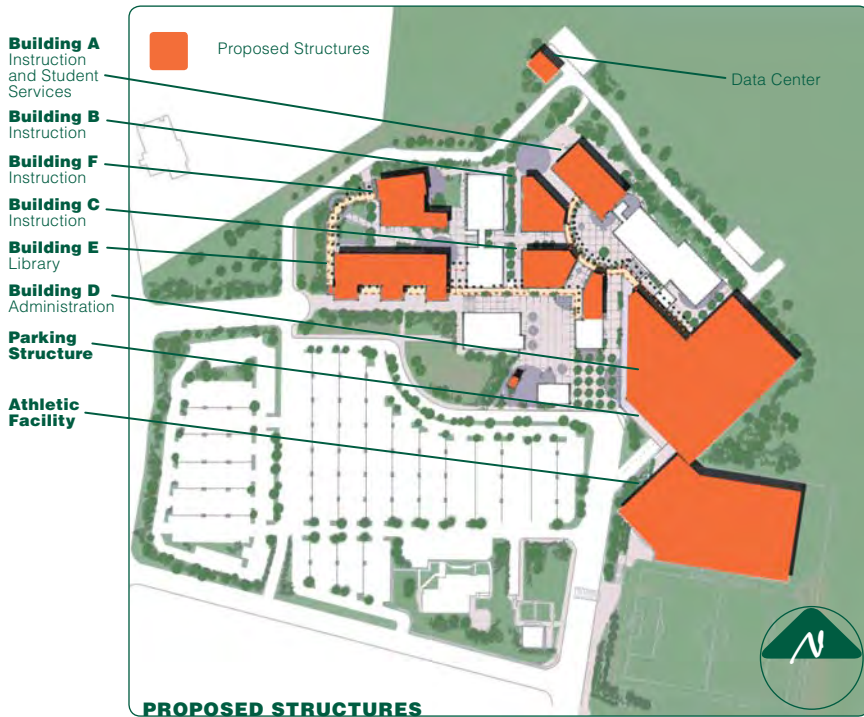 Building A
Instruction
and Student
Services
Building B
Instruction
Building F
Instruction
Building C
Instruction
Building E
Library
Building D
Administration
Parking
Structure
Athletic
Facility
Proposed Structures
Data Center
N
PROPOSED STRUCTURES